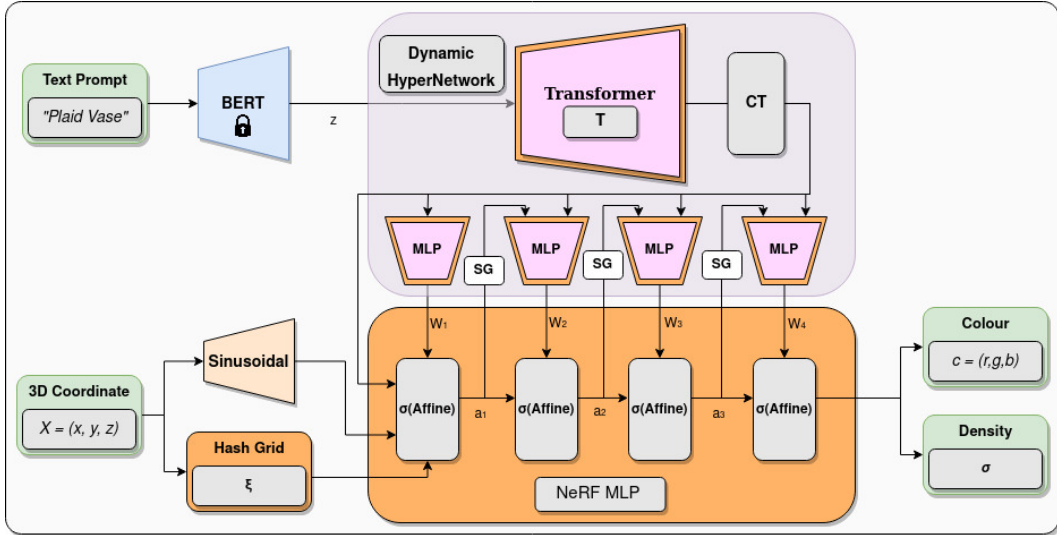 Text Prompt
"Plaid Vase"
BERT
z
Dynamic
HyperNetwork
Transformer
T
CT
MLP
SG
MLP
SG
MLP
SG
MLP
W1
W2
W3
W4
3D Coordinate
X = (x, y, z)
Sinusoidal
Hash Grid
ξ
σ(Affine)
a1
σ(Affine)
a2
σ(Affine)
a3
σ(Affine)
NeRF MLP
Colour
c = (r,g,b)
Density
σ